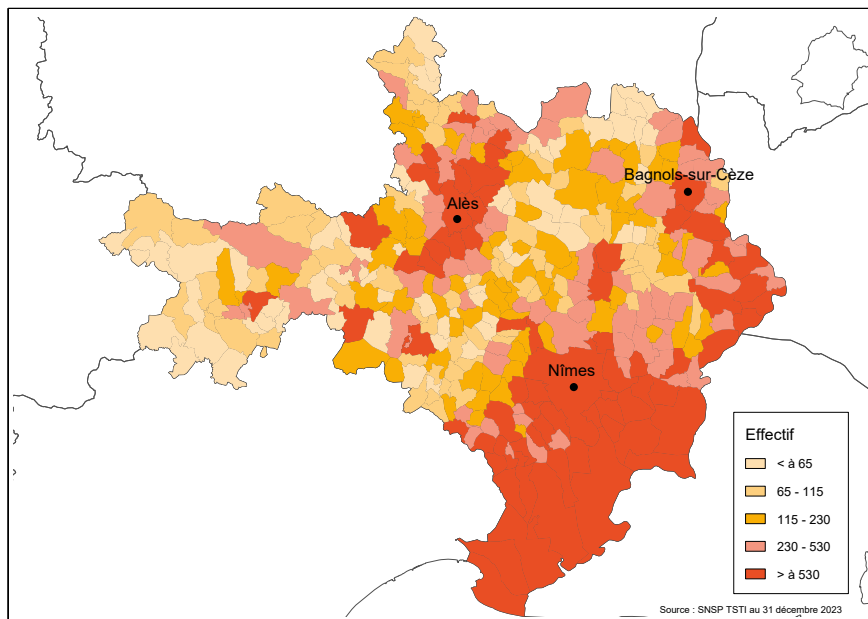 Bagnols-sur-Cèze
Alès
Nîmes
Effectif
< à 65
65 - 115
115 - 230
230 - 530
> à 530
Source : SNSP TSTI au 31 décembre 2023